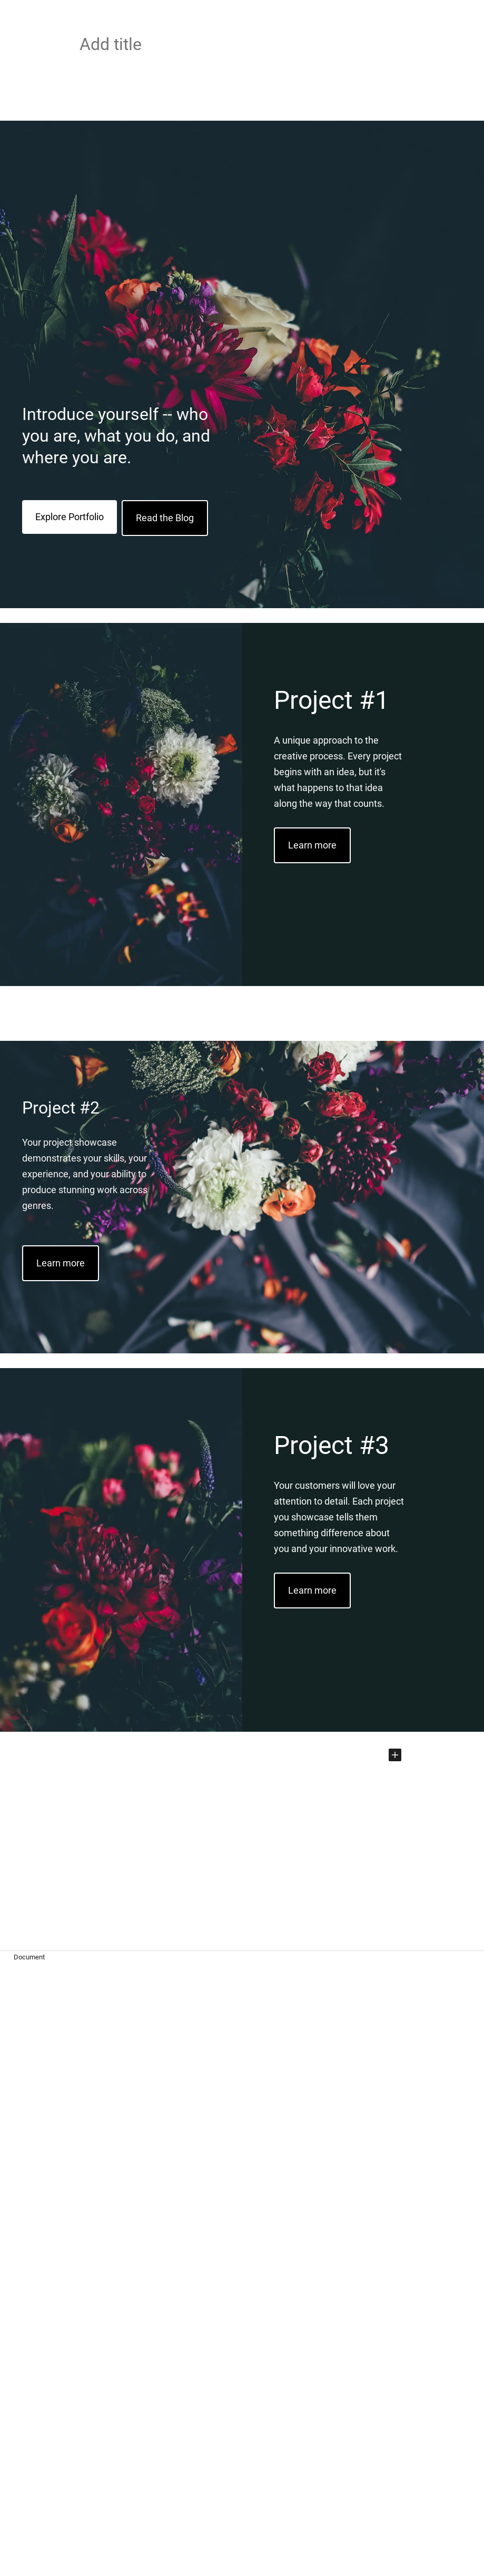 Add title
Introduce yourself -- who
you are, what you do, and
where you are.
Explore Portfolio
Read the Blog
Project #1
A unique approach to the
creative process. Every project
begins with an idea, but it's
what happens to that idea
along the way that counts.
Learn more
Project #2
Your project showcase
demonstrates your skills, your
experience, and your ability to
produce stunning work across
genres.
Learn more
Project #3
Your customers will love your
attention to detail. Each project
you showcase tells them
something difference about
you and your innovative work.
Learn more
Document